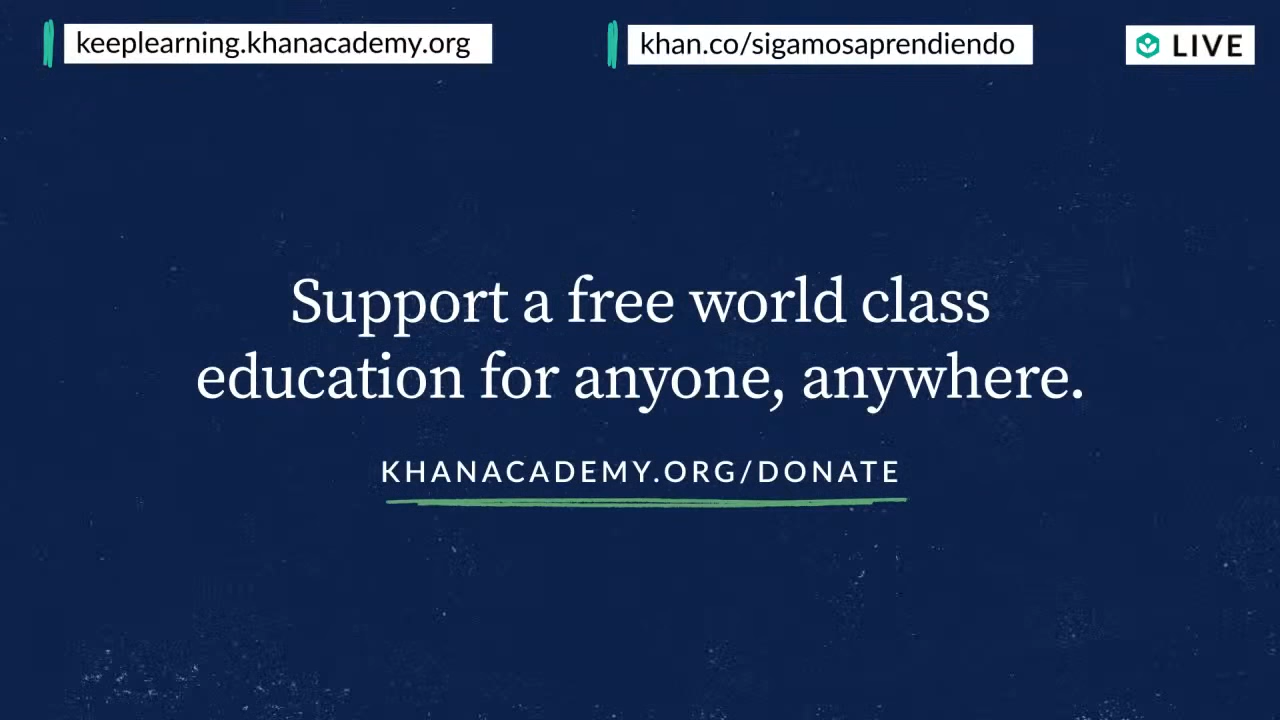 keeplearning.khanacademy.org
khan.co/sigamosaprendiendo
LIVE
Support a free world class
education for anyone, anywhere.
KHANACADEMY.ORG/DONATE